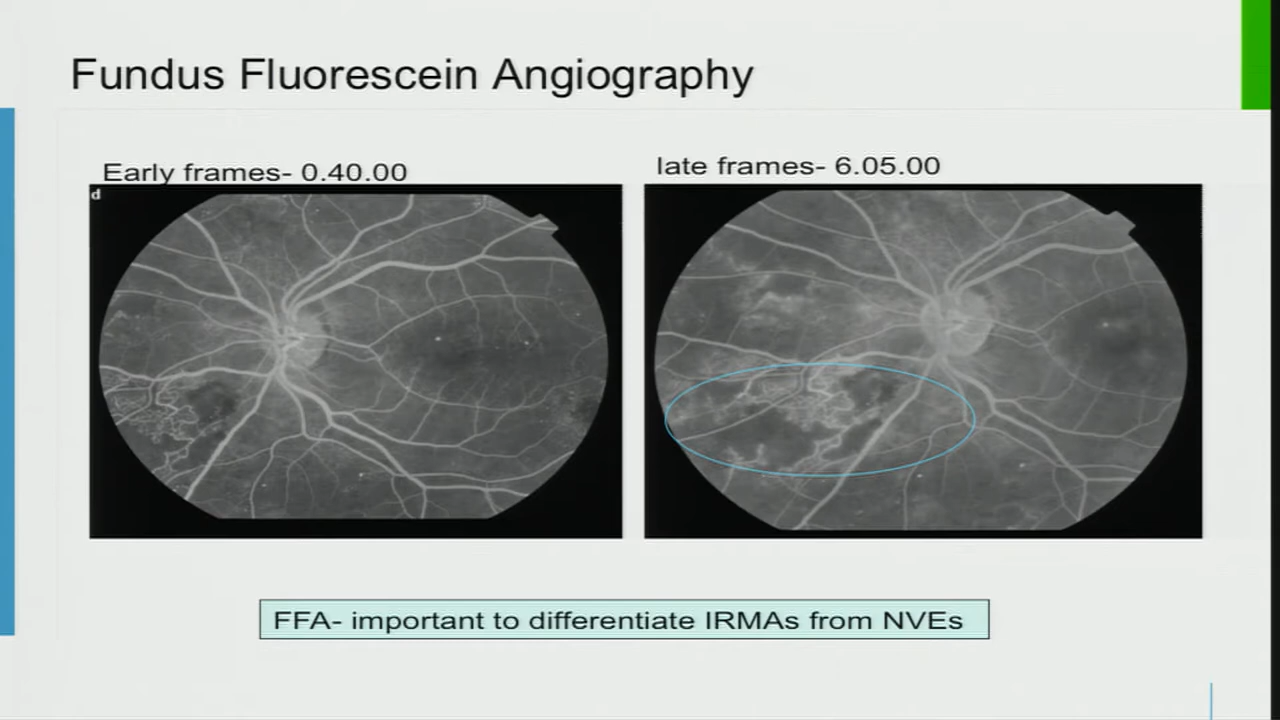 Fundus Fluorescein Angiography
Early frames- 0.40.00
late frames- 6.05.00
d
FFA- important to differentiate IRMAs from NVEs